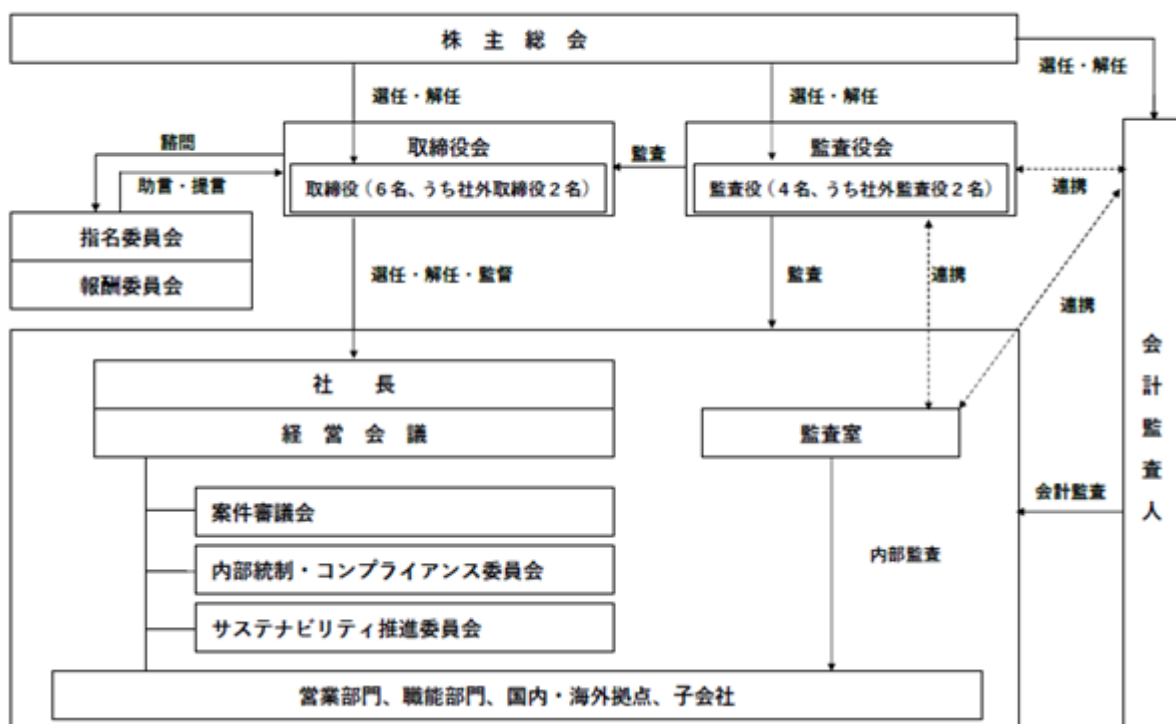 株主総会
選任・解任
選任・解任
選任・解任
諮問
取締役会
監査
監査役会
助言・提言
取締役（6名、うち社外取締役2名）
監査役（4名、うち社外監査役2名）
連携
指名委員会
報酬委員会
選任・解任・監督
監査
連携
連携
会計監査人
社長
経営会議
監査室
案件審議会
会計監査
内部統制・コンプライアンス委員会
内部監査
サステナビリティ推進委員会
営業部門、職能部門、国内・海外拠点、子会社